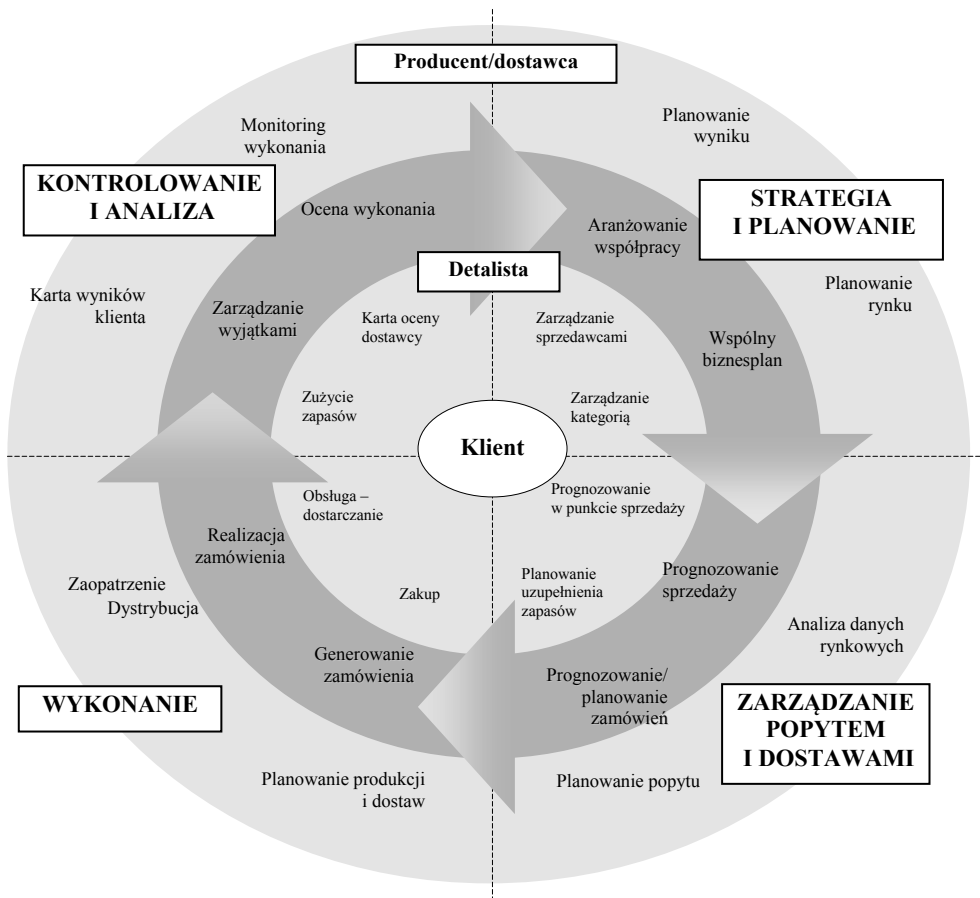 Producent/dostawca
Monitoring
wykonania
Planowanie
wyniku
KONTROLOWANIE
I ANALIZA
STRATEGIA
I PLANOWANIE
Ocena wykonania
Aranżowanie
współpracy
Detalista
Karta wyników
klienta
Zarządzanie
wyjątkami
Karta oceny
dostawcy
Zarządzanie
sprzedawcami
Wspólny
biznesplan
Planowanie
rynku
Zużycie
zapasów
Zarządzanie
kategorią
Klient
Obsługa –
dostarczanie
Prognozowanie
w punkcie sprzedaży
Realizacja
zamówienia
Zaopatrzenie
Dystrybucja
Zakup
Planowanie
uzupełnienia
zapasów
Prognozowanie
sprzedaży
Analiza danych
rynkowych
Generowanie
zamówienia
Prognozowanie/
planowanie
zamówień
WYKONANIE
ZARZĄDZANIE
POPYTEM
I DOSTAWAMI
Planowanie produkcji
i dostaw
Planowanie popytu